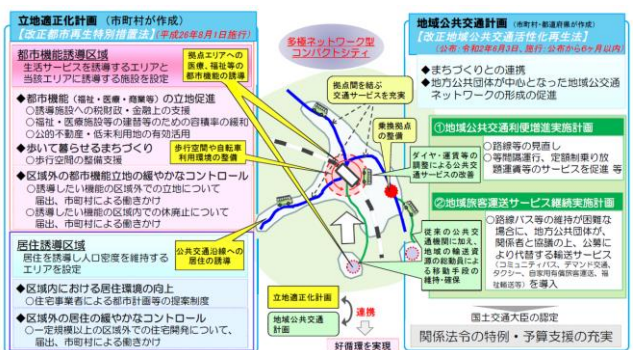 立地適正化計画（市町村が作成）
【改正都市再生特別措置法】（平成26年8月1日施行）
都市機能誘導区域
生活サービスを誘導するエリアと
当該エリアに誘導する施設を設定
◆都市機能（福祉・医療・商業等）の立地促進
○誘導施設への税財政・金融上の支援
○福祉・医療施設等の建替等のための容積率の緩和
○公的不動産・低未利用地の有効活用
◆歩いて暮らせるまちづくり
○歩行空間の整備支援
◆区域外の都市機能立地の緩やかなコントロール
○誘導したい機能の区域外での立地について
届出、市町村による働きかけ
○誘導したい機能の区域内での休廃止について
届出、市町村による働きかけ
居住誘導区域
居住を誘導し人口密度を維持する
エリアを設定
◆区域内における居住環境の向上
○住宅事業者による都市計画等の提案制度
◆区域外の居住の緩やかなコントロール
○一定規模以上の区域外での住宅開発について、
届出、市町村による働きかけ
多極ネットワーク型
コンパクトシティ
拠点エリアへの
医療、福祉等の
都市機能の誘導
拠点間を結ぶ
交通サービスを充実
乗換拠点
の整備
歩行空間や自転車
利用環境の整備
ダイヤ・運賃等の
調整による公共交
通サービスの改善
公共交通沿線への
居住の誘導
従来の公共交
通機関に加え、
地域の輸送資
源の総動員に
よる移動手段の
維持・確保
立地適正化計画
連携
地域公共交通
計画
好循環を実現
地域公共交通計画（市町村・都道府県が作成）
【改正地域公共交通活性化再生法】
（公布：令和2年6月3日、施行：公布から6ヶ月以内）
◆まちづくりとの連携
◆地方公共団体が中心となった地域公共交通
ネットワークの形成の促進
①地域公共交通利便増進実施計画
○路線等の見直し
○等間隔運行、定額制乗り放
題運賃等のサービスを促進 等
②地域旅客運送サービス継続実施計画
○路線バス等の維持が困難な
場合に、地方公共団体が、
関係者と協議の上、公募に
より代替する輸送サービス
（コミュニティバス、デマンド交通、
タクシー、自家用有償旅客運送、福
祉輸送等）を導入
国土交通大臣の認定
関係法令の特例・予算支援の充実